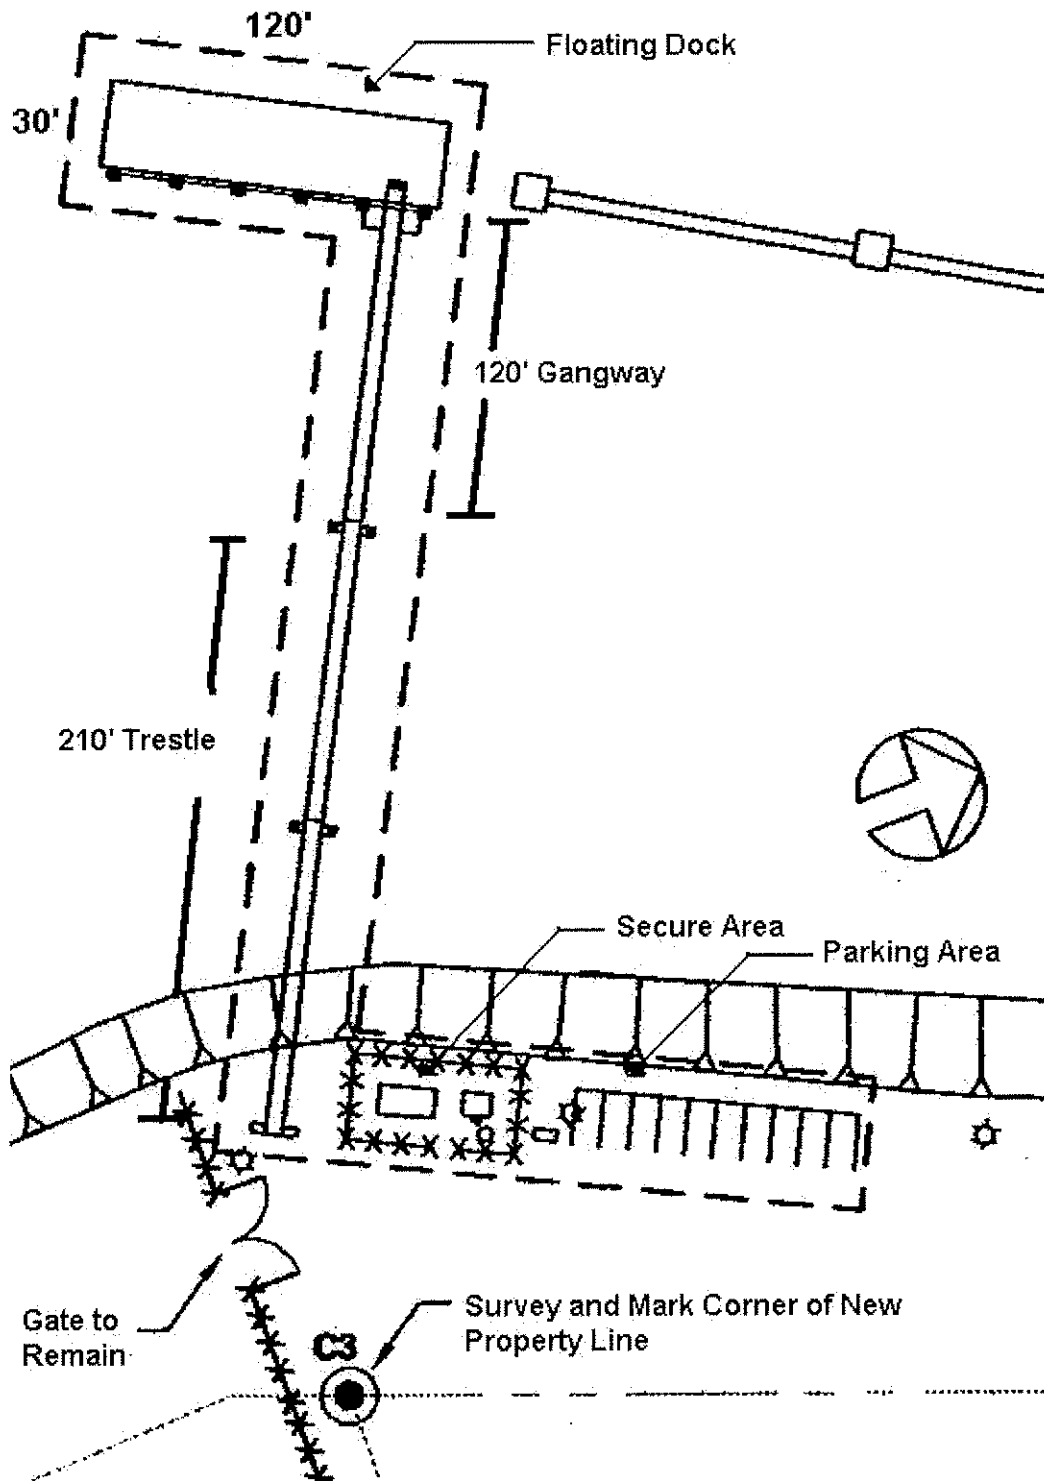 120'
Floating Dock
30'
120' Gangway
210' Trestle
Secure Area
Parking Area
Gate to
Remain
C3
Survey and Mark Corner of New
Property Line